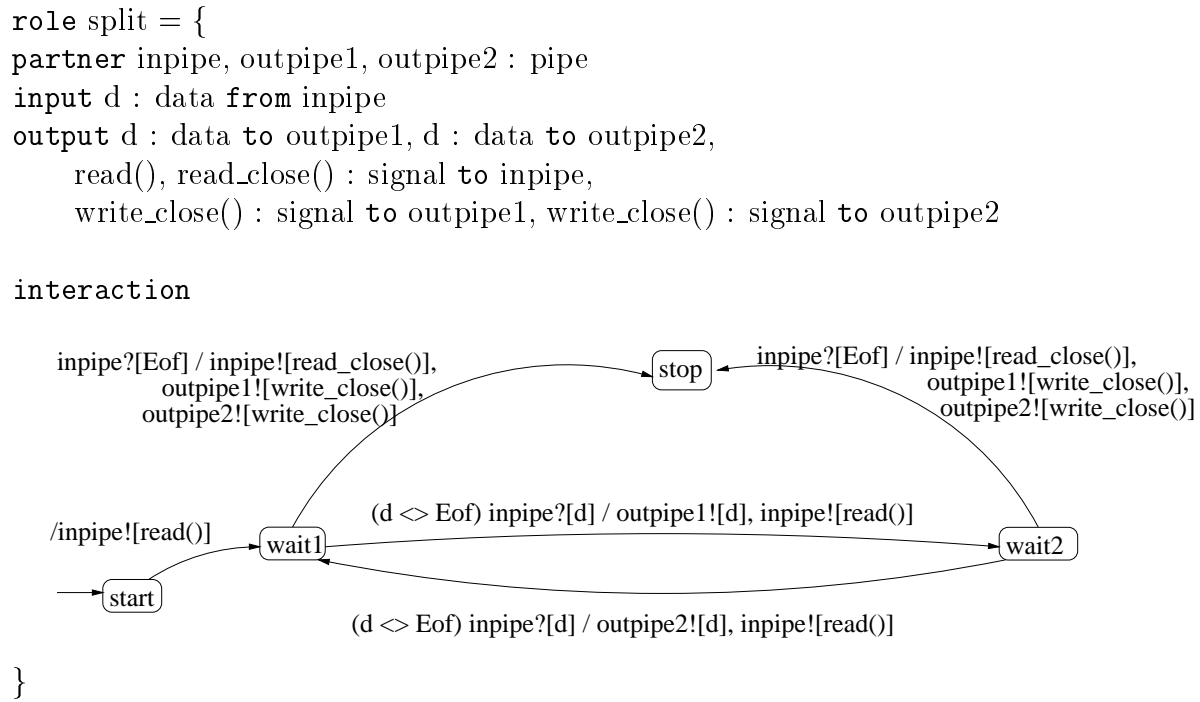 role split = {
partner inpipe, outpipe1, outpipe2 : pipe
input d : data from inpipe
output d : data to outpipe1, d : data to outpipe2,
read(), read_close() : signal to inpipe,
write_close() : signal to outpipe1, write_close() : signal to outpipe2
interaction
inpipe?[Eof] / inpipe![read_close()],
outpipe1![write_close()],
outpipe2![write_close()]
stop
inpipe?[Eof] / inpipe![read_close()],
outpipe1![write_close()],
outpipe2![write_close()]
(d <> Eof) inpipe?[d] / outpipe1![d], inpipe![read()]
/inpipe![read()]
wait1
wait2
start
(d <> Eof) inpipe?[d] / outpipe2![d], inpipe![read()]
}